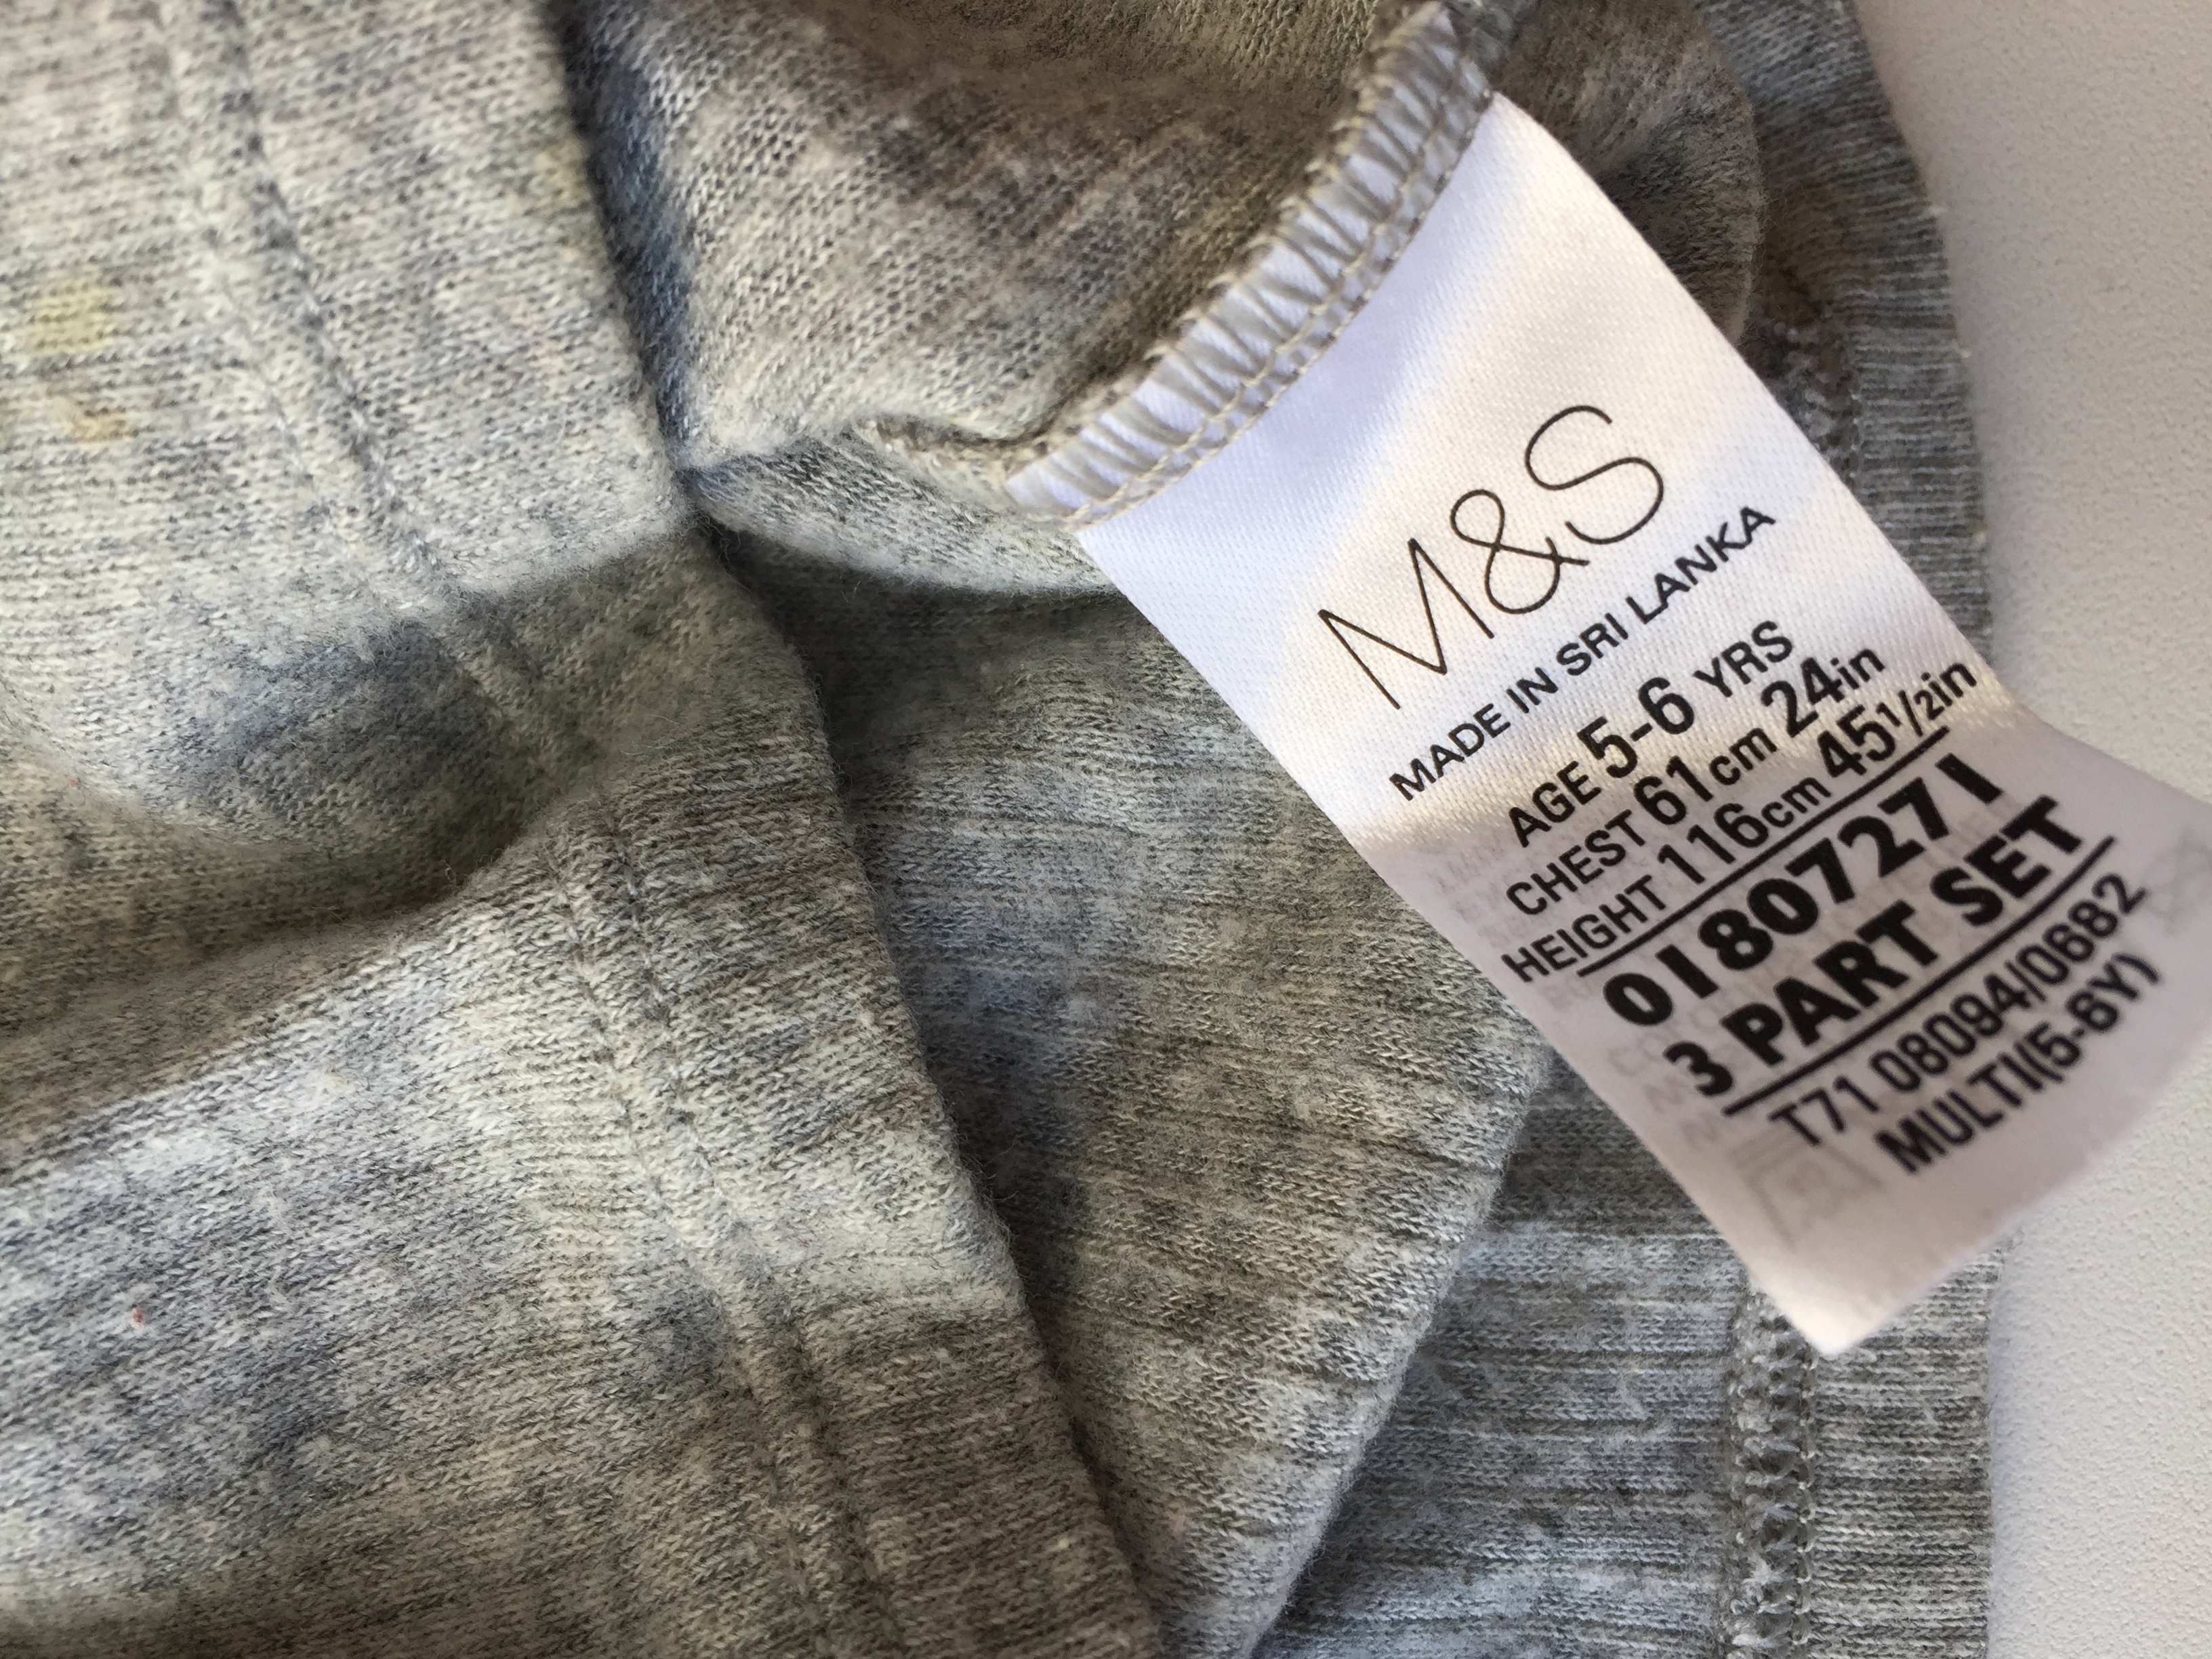 M&S
MADE IN SRI LANKA
AGE 5-6 YRS
CHEST 61cm 24in
HEIGHT 116cm 45½in
01807271
3 PART SET
T71 08094/0682
MULTI(5-6Y)